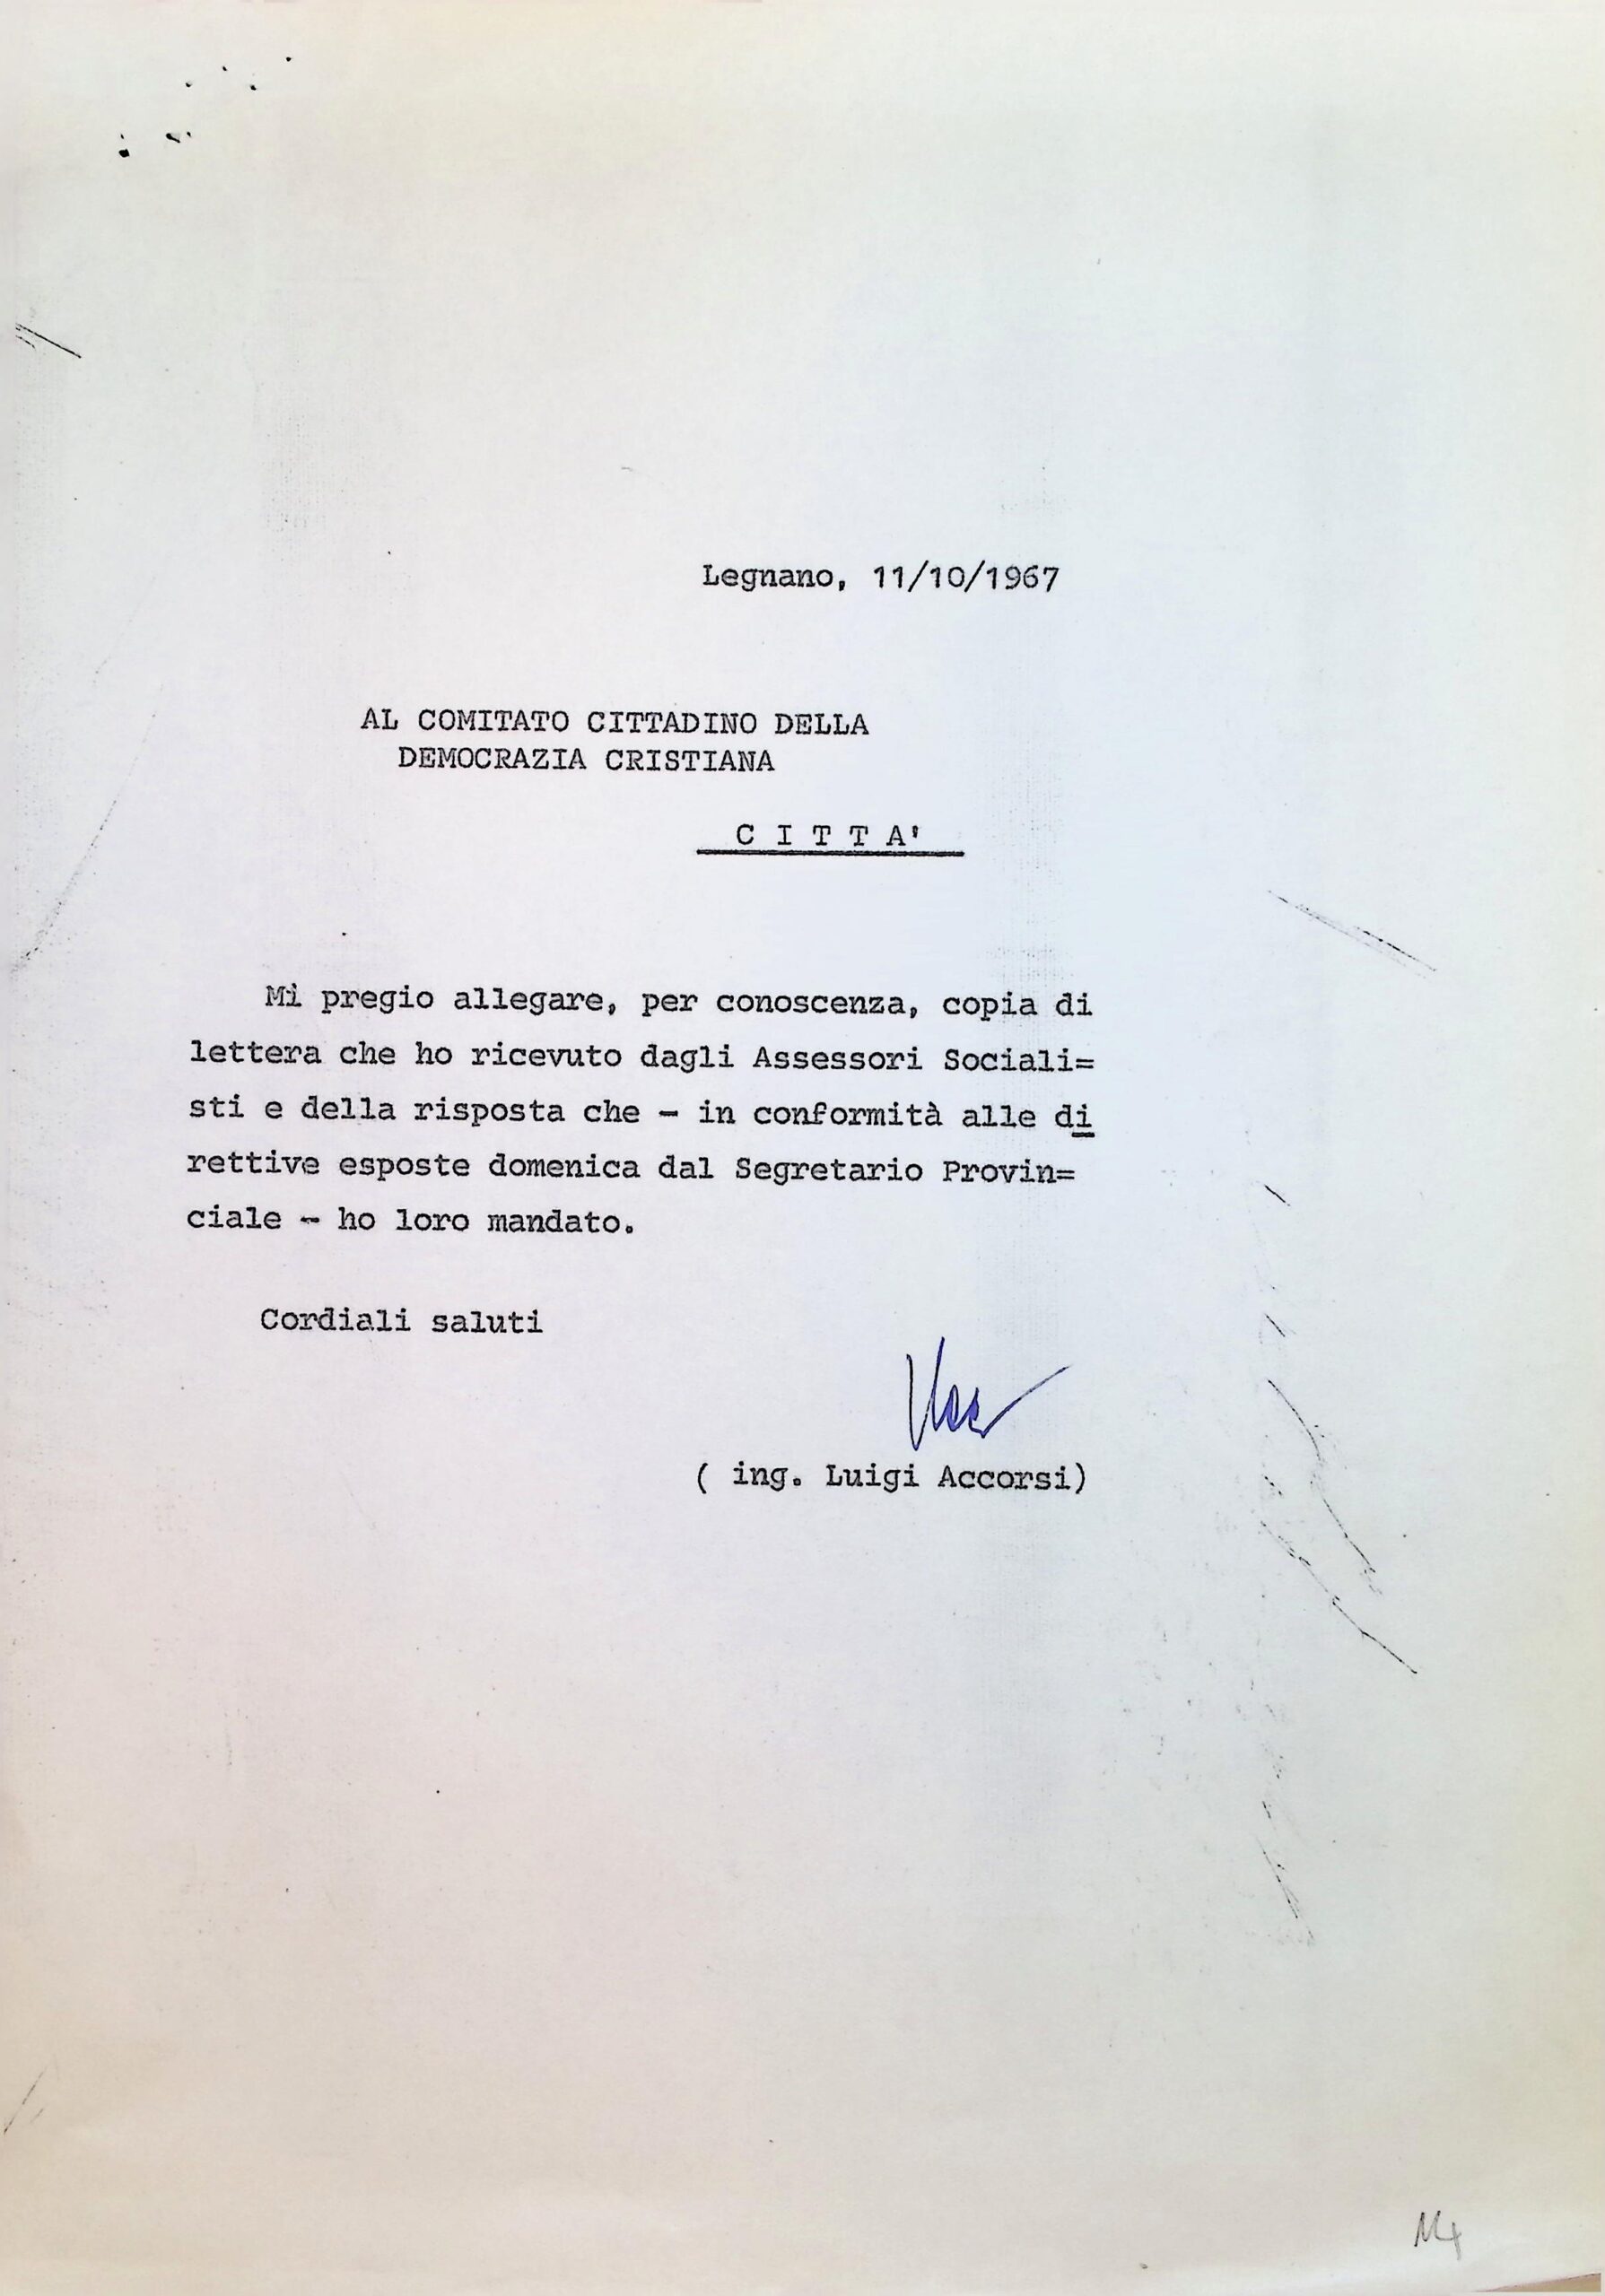 Legnano, 11/10/1967
AL COMITATO CITTADINO DELLA
DEMOCRAZIA CRISTIANA
C I T T A'
Mi pregio allegare, per conoscenza, copia di
lettera che ho ricevuto dagli Assessori Sociali=
sti e della risposta che - in conformità alle di
rettive esposte domenica dal Segretario Provin=
ciale - ho loro mandato.
Cordiali saluti
( ing. Luigi Accorsi)